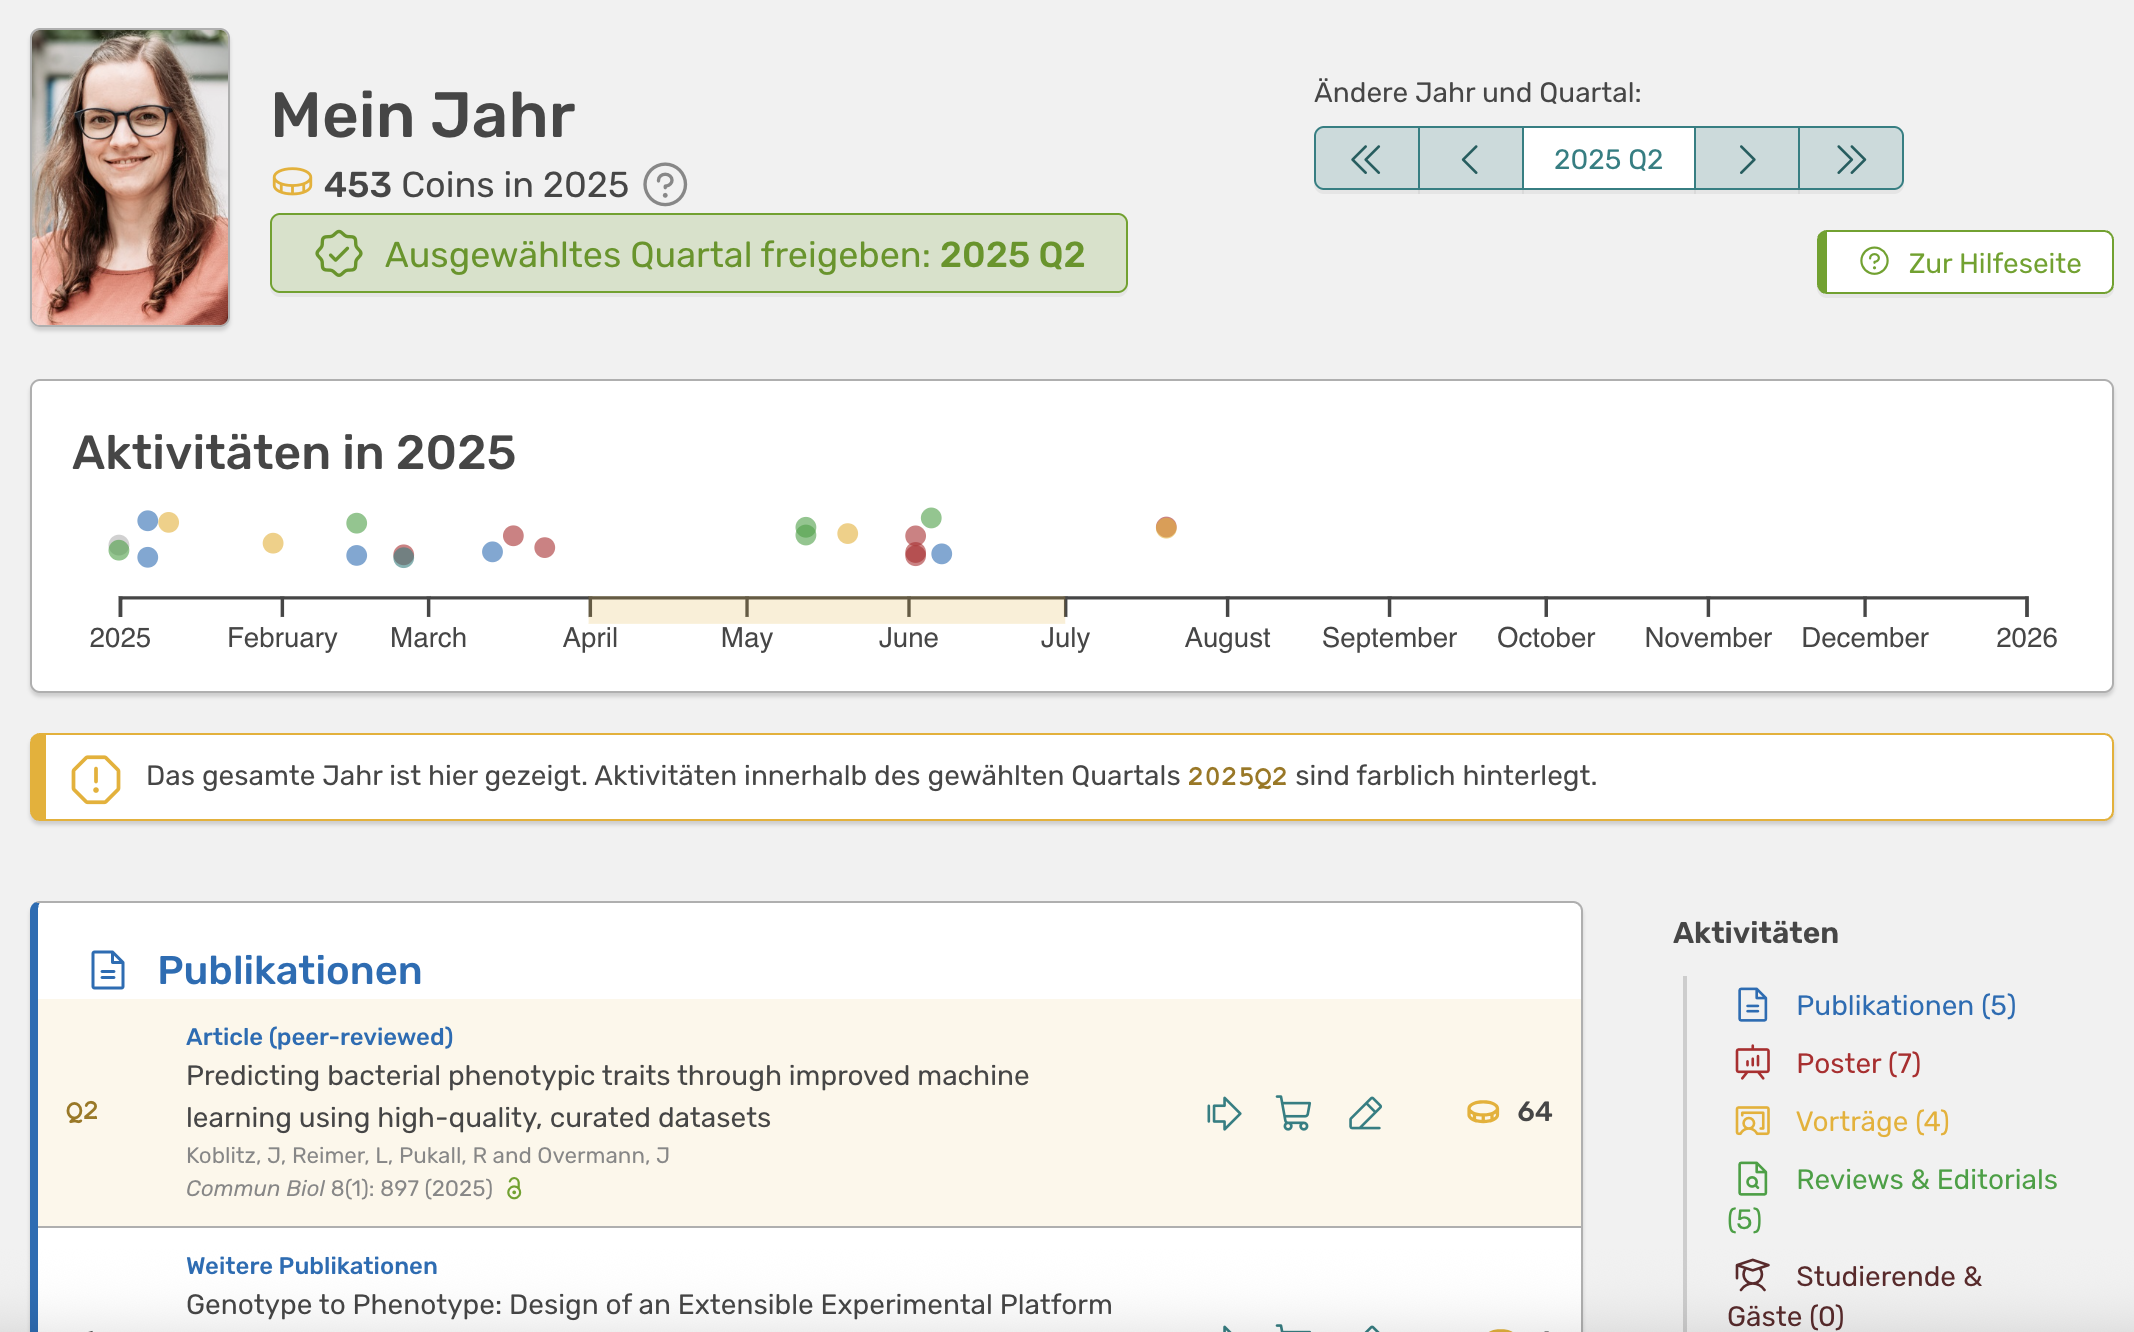 Mein Jahr
453 Coins in 2025
Ausgewähltes Quartal freigeben: 2025 Q2
Ändere Jahr und Quartal:
2025 Q2
Zur Hilfeseite
Aktivitäten in 2025
2025 February March April May June July August September October November December 2026
Das gesamte Jahr ist hier gezeigt. Aktivitäten innerhalb des gewählten Quartals 2025Q2 sind farblich hinterlegt.
Publikationen
Article (peer-reviewed)
Predicting bacterial phenotypic traits through improved machine
learning using high-quality, curated datasets
Koblitz, J, Reimer, L, Pukall, R and Overmann, J
Commun Biol 8(1): 897 (2025)
Q2
64
Weitere Publikationen
Genotype to Phenotype: Design of an Extensible Experimental Platform
Aktivitäten
Publikationen (5)
Poster (7)
Vorträge (4)
Reviews & Editorials
(5)
Studierende &
Gäste (0)